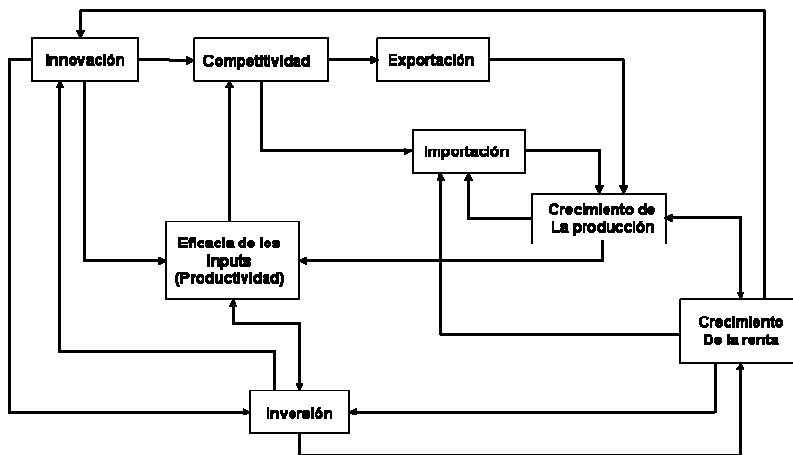 Innovación
Competitividad
Exportación
Importación
Crecimiento de
La producción
Eficacia de los
Inputs
(Productividad)
Crecimiento
De la renta
Inversión